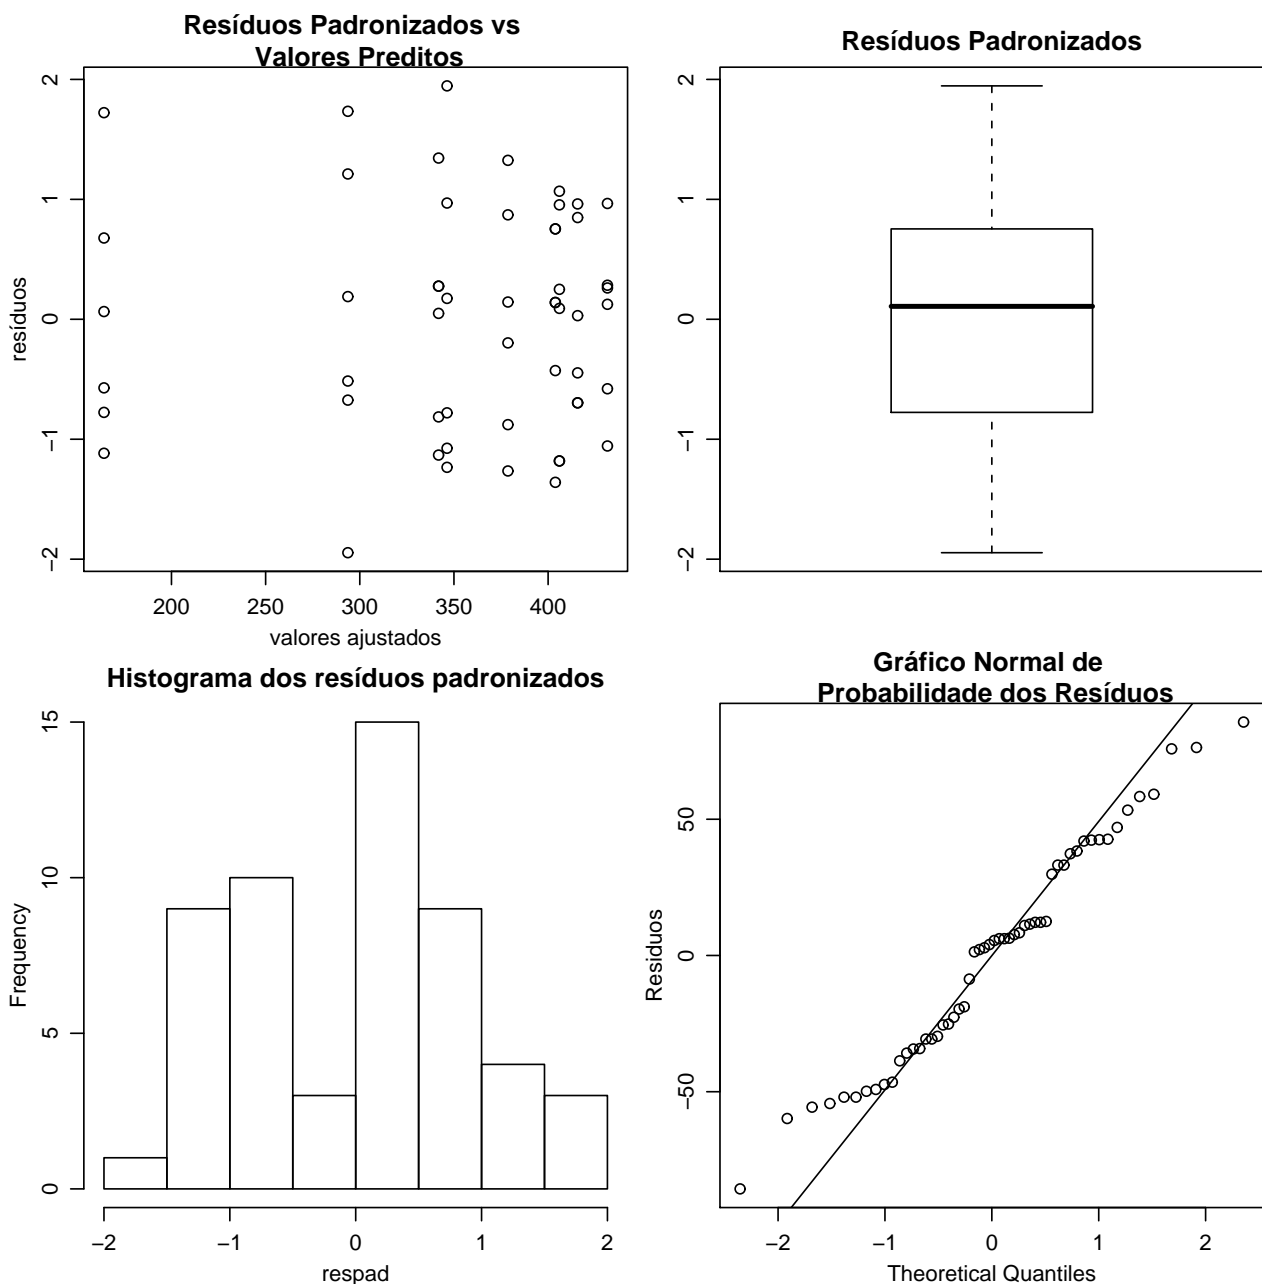 Resíduos Padronizados vs
Valores Preditos
2
1
0
−1
−2
resíduos
200 250 300 350 400
valores ajustados
Resíduos Padronizados
2
1
0
−1
−2
Histograma dos resíduos padronizados
15
10
5
0
Frequency
−2 −1 0 1 2
respad
Gráfico Normal de
Probabilidade dos Resíduos
50
0
−50
Residuos
−2 −1 0 1 2
Theoretical Quantiles